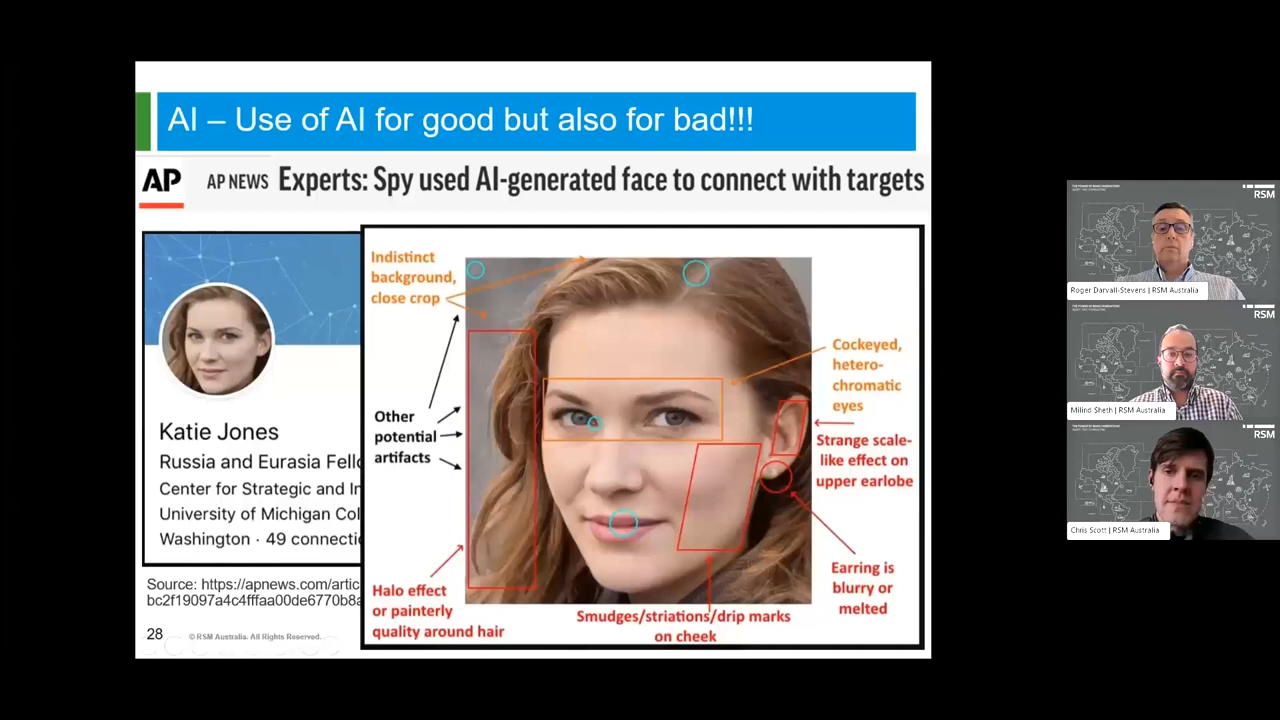 AI – Use of AI for good but also for bad!!!
AP
AP NEWS
Experts: Spy used AI-generated face to connect with targets
Katie Jones
Russia and Eurasia Fell
Center for Strategic and In
University of Michigan Col
Washington · 49 connecti
Source: https://apnews.com/artic
bc2f19097a4c4fffaa00de6770b8a
28
© RSM Australia. All Rights Reserved.
Indistinct
background,
close crop
Other
potential
artifacts
Halo effect
or painterly
quality around hair
Cockeyed,
hetero-
chromatic
eyes
Strange scale-
like effect on
upper earlobe
Earring is
blurry or
melted
Smudges/striations/drip marks
on cheek
RSM
Roger Darvall-Stevens | RSM Australia
RSM
Milind Sheth | RSM Australia
RSM
Chris Scott | RSM Australia